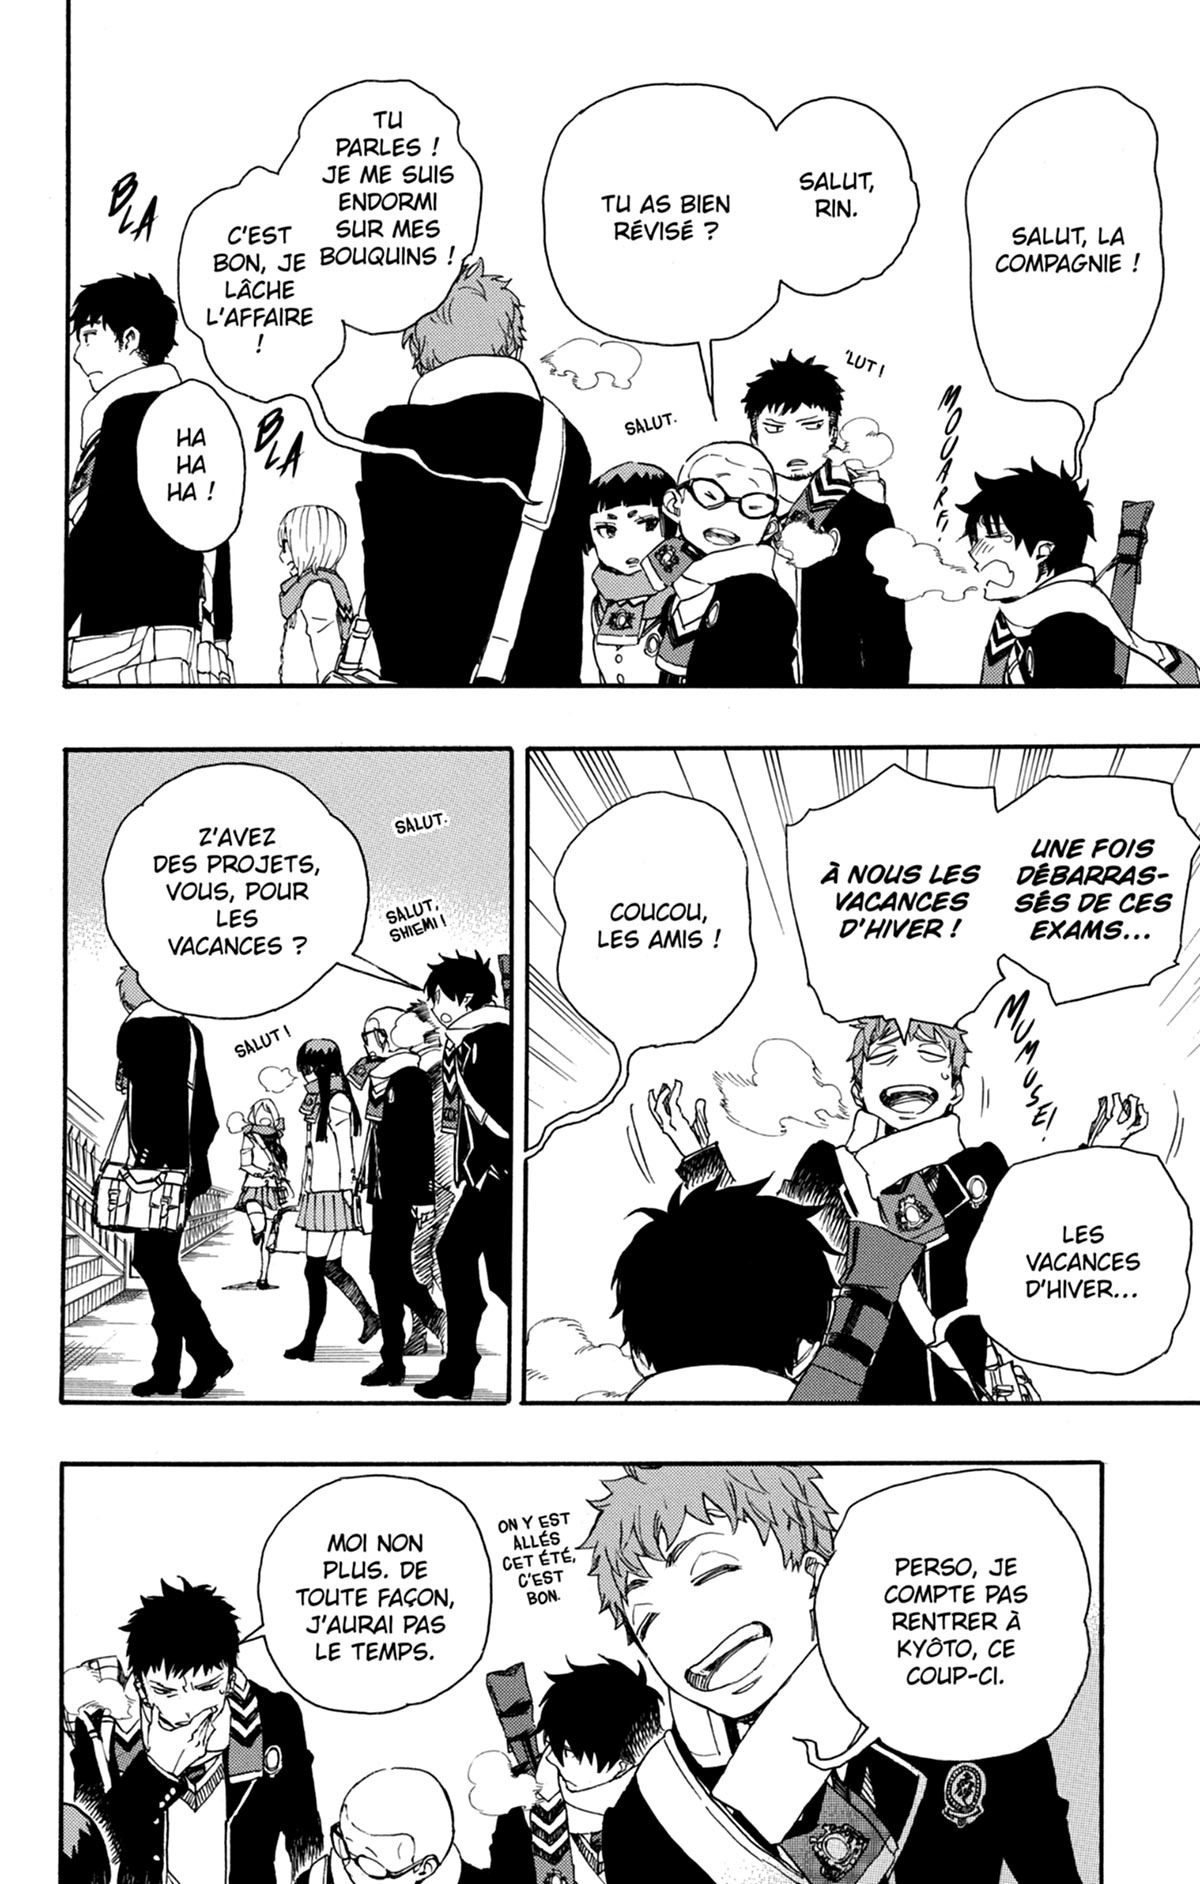 SALUT, LA
COMPAGNIE !
MOUARF!
SALUT,
RIN.
TU AS BIEN
RÉVISÉ ?
'LUT !
SALUT.
TU
PARLES !
JE ME SUIS
ENDORMI
SUR MES
BOUQUINS !
C'EST
BON, JE
LÂCHE
L'AFFAIRE
!
BLA
BLA
HA
HA
HA !
UNE FOIS
DÉBARRAS-
SÉS DE CES
EXAMS...
À NOUS LES
VACANCES
D'HIVER !
MUMUSE!
COUCOU,
LES AMIS !
LES
VACANCES
D'HIVER...
SALUT.
SALUT,
SHIEMI !
Z'AVEZ
DES PROJETS,
VOUS, POUR
LES
VACANCES ?
SALUT !
PERSO, JE
COMPTE PAS
RENTRER À
KYÔTO, CE
COUP-CI.
ON Y EST
ALLÉS
CET ÉTÉ,
C'EST
BON.
MOI NON
PLUS. DE
TOUTE FAÇON,
J'AURAI PAS
LE TEMPS.